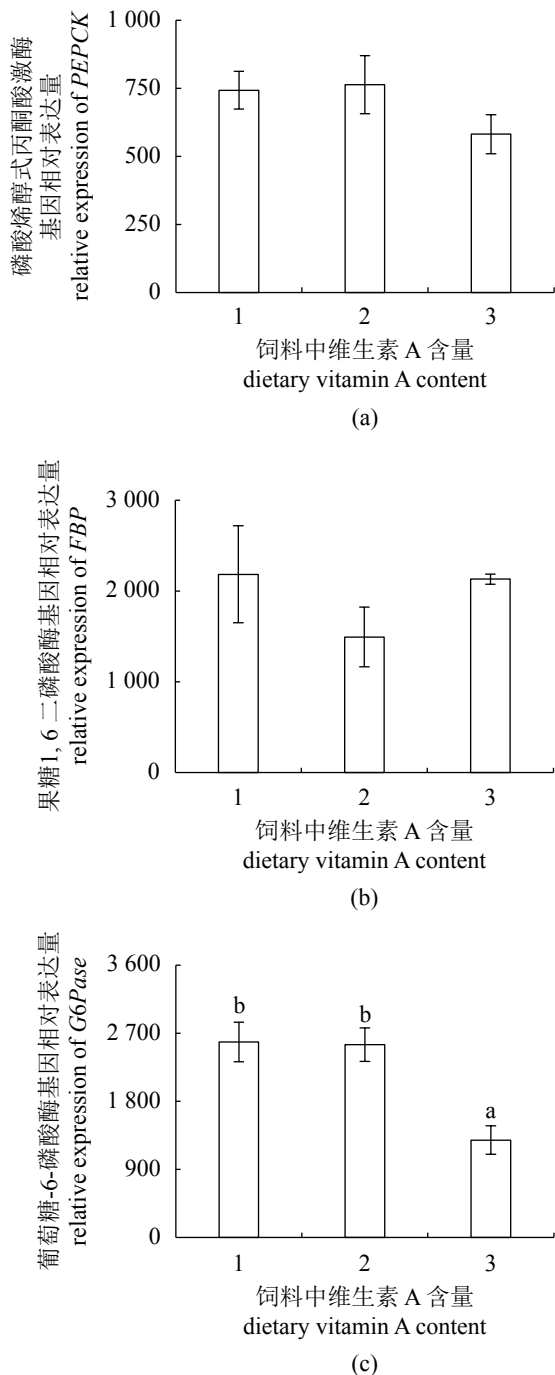 磷酸烯醇式丙酮酸激酶
基因相对表达量
relative expression of PEPCK
1 000
750
500
250
0
1 2 3
饲料中维生素 A 含量
dietary vitamin A content
(a)
果糖1, 6 二磷酸酶基因相对表达量
relative expression of FBP
3 000
2 000
1 000
0
1 2 3
饲料中维生素 A 含量
dietary vitamin A content
(b)
葡萄糖-6-磷酸酶基因相对表达量
relative expression of G6Pase
3 600
2 700
1 800
900
0
b b a
1 2 3
饲料中维生素 A 含量
dietary vitamin A content
(c)